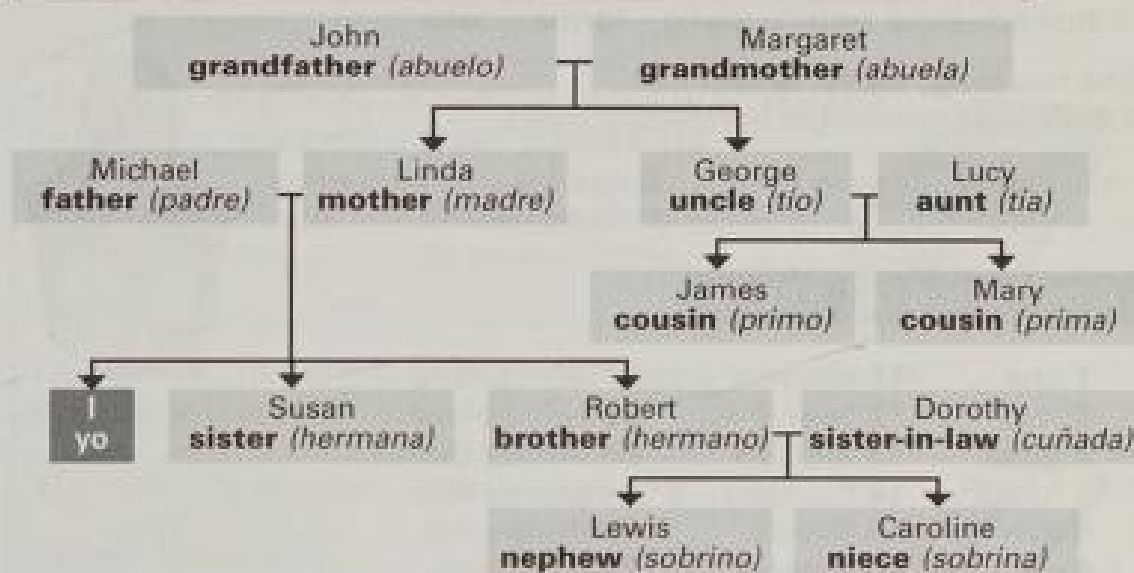 John
grandfather (abuelo)
Margaret
grandmother (abuela)
Michael
father (padre)
Linda
mother (madre)
George
uncle (tío)
Lucy
aunt (tía)
James
cousin (primo)
Mary
cousin (prima)
I
yo
Susan
sister (hermana)
Robert
brother (hermano)
Dorothy
sister-in-law (cuñada)
Lewis
nephew (sobrino)
Caroline
niece (sobrina)